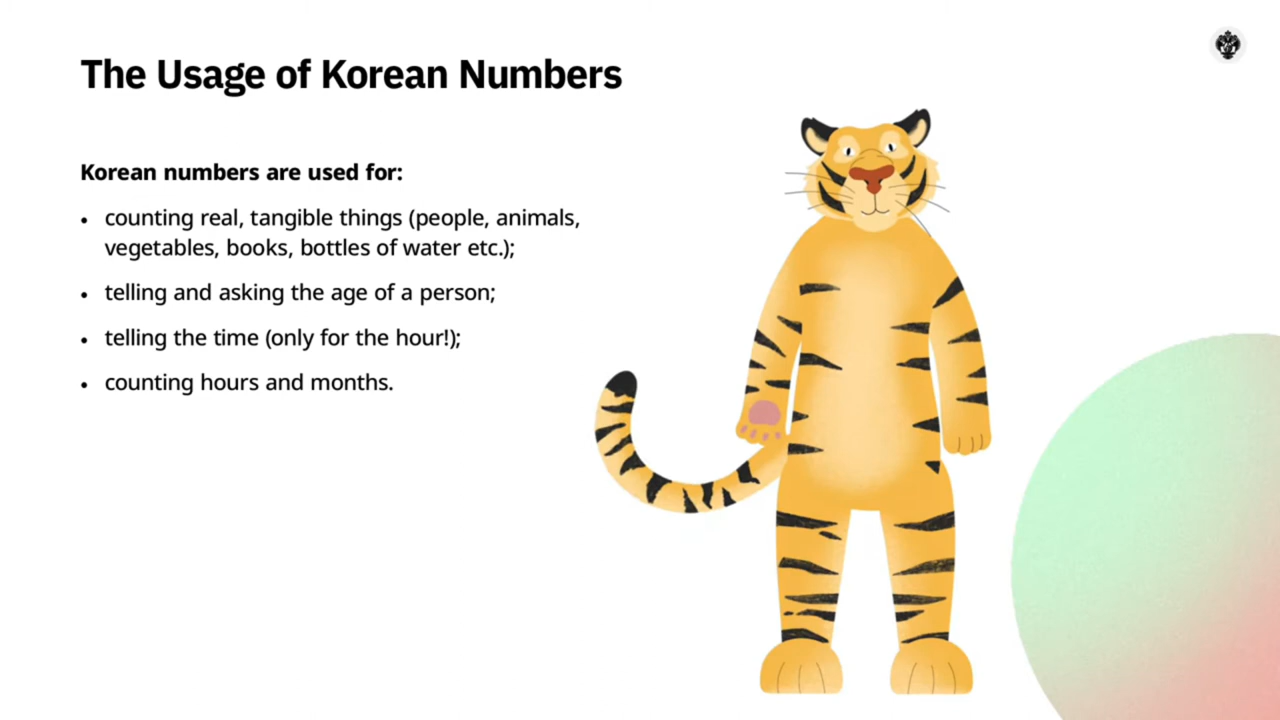 The Usage of Korean Numbers
Korean numbers are used for:
• counting real, tangible things (people, animals,
vegetables, books, bottles of water etc.);
• telling and asking the age of a person;
• telling the time (only for the hour!);
• counting hours and months.